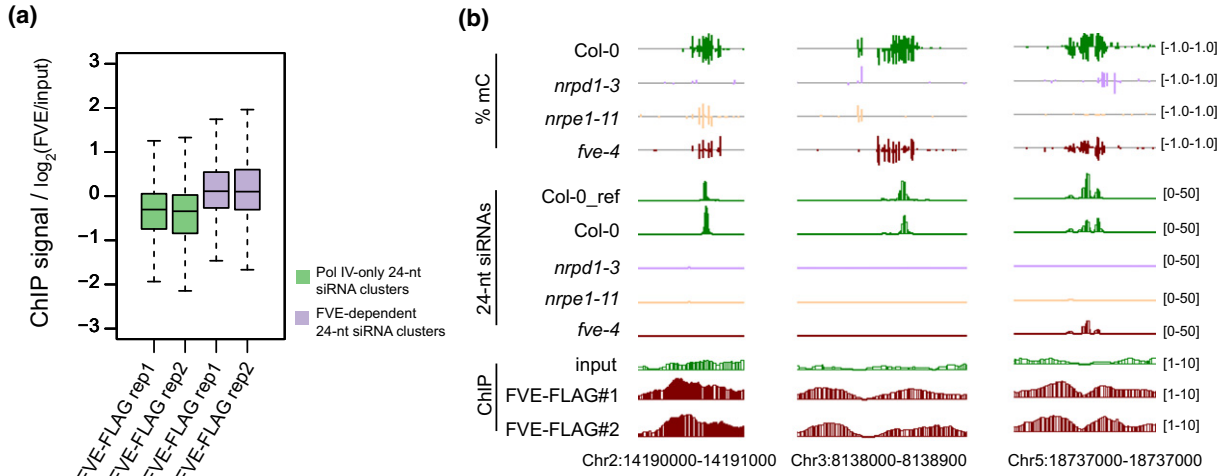 (a)
ChIP signal / log2(FVE/input)
3
2
1
0
−1
−2
−3
FVE-FLAG rep1
FVE-FLAG rep2
FVE-FLAG rep1
FVE-FLAG rep2
Pol IV-only 24-nt
siRNA clusters
FVE-dependent
24-nt siRNA clusters
(b)
% mC
Col-0
[-1.0-1.0]
nrpd1-3
[-1.0-1.0]
nrpe1-11
[-1.0-1.0]
fve-4
[-1.0-1.0]
24-nt siRNAs
Col-0_ref
[0-50]
Col-0
[0-50]
nrpd1-3
[0-50]
nrpe1-11
[0-50]
fve-4
[0-50]
ChIP
input
[1-10]
FVE-FLAG#1
[1-10]
FVE-FLAG#2
[1-10]
Chr2:14190000-14191000
Chr3:8138000-8138900
Chr5:18737000-18737000